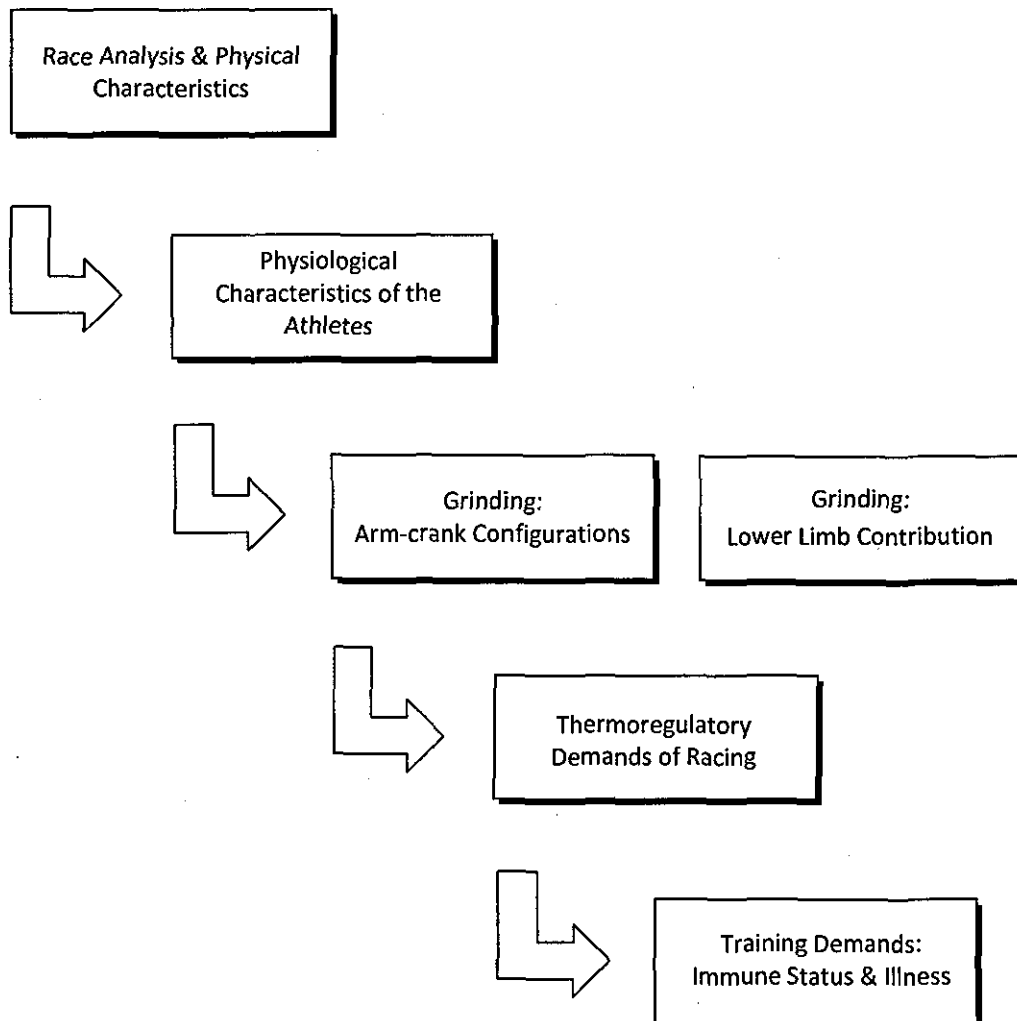 Race Analysis & Physical
Characteristics
Physiological
Characteristics of the
Athletes
Grinding:
Arm-crank Configurations
Grinding:
Lower Limb Contribution
Thermoregulatory
Demands of Racing
Training Demands:
Immune Status & Illness